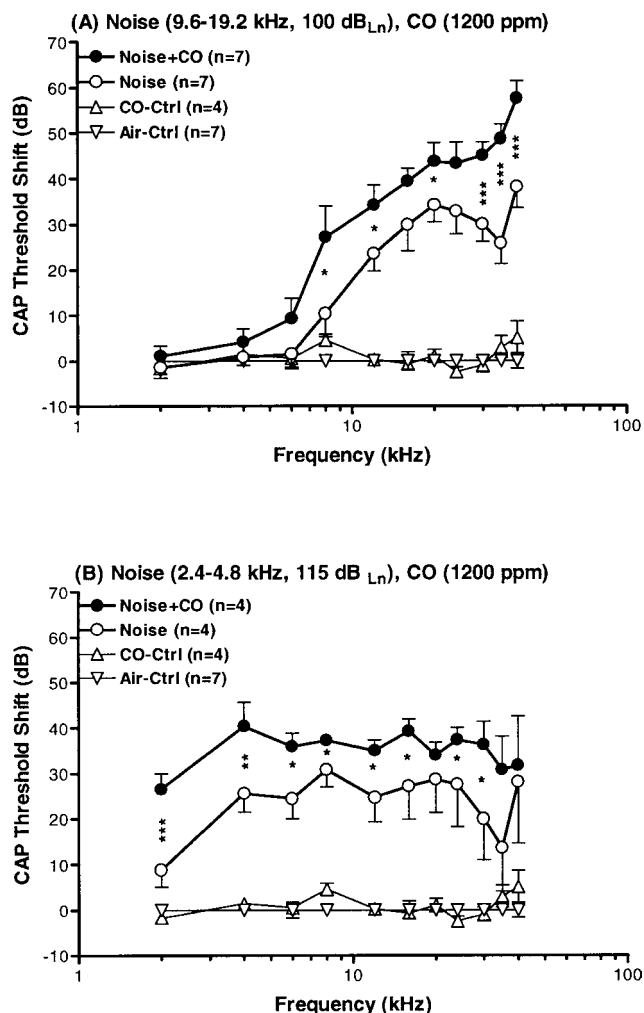 (A) Noise (9.6-19.2 kHz, 100 dBLn), CO (1200 ppm)
70
60
50
40
30
20
10
0
-10
CAP Threshold Shift (dB)
Noise+CO (n=7)
Noise (n=7)
CO-Ctrl (n=4)
Air-Ctrl (n=7)
*
*
*
***
***
***
1
10
100
Frequency (kHz)
(B) Noise (2.4-4.8 kHz, 115 dB Ln), CO (1200 ppm)
70
60
50
40
30
20
10
0
-10
CAP Threshold Shift (dB)
Noise+CO (n=4)
Noise (n=4)
CO-Ctrl (n=4)
Air-Ctrl (n=7)
***
**
*
*
*
*
*
*
1
10
100
Frequency (kHz)